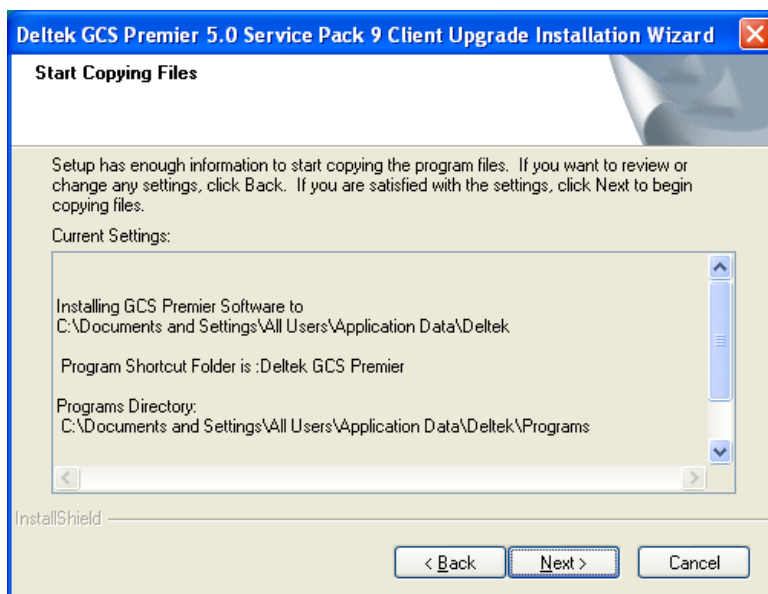 Deltek GCS Premier 5.0 Service Pack 9 Client Upgrade Installation Wizard
Start Copying Files
Setup has enough information to start copying the program files. If you want to review or
change any settings, click Back. If you are satisfied with the settings, click Next to begin
copying files.
Current Settings:
Installing GCS Premier Software to
C:\Documents and Settings\All Users\Application Data\Deltek
Program Shortcut Folder is :Deltek GCS Premier
Programs Directory:
C:\Documents and Settings\All Users\Application Data\Deltek\Programs
InstallShield
< Back
Next >
Cancel